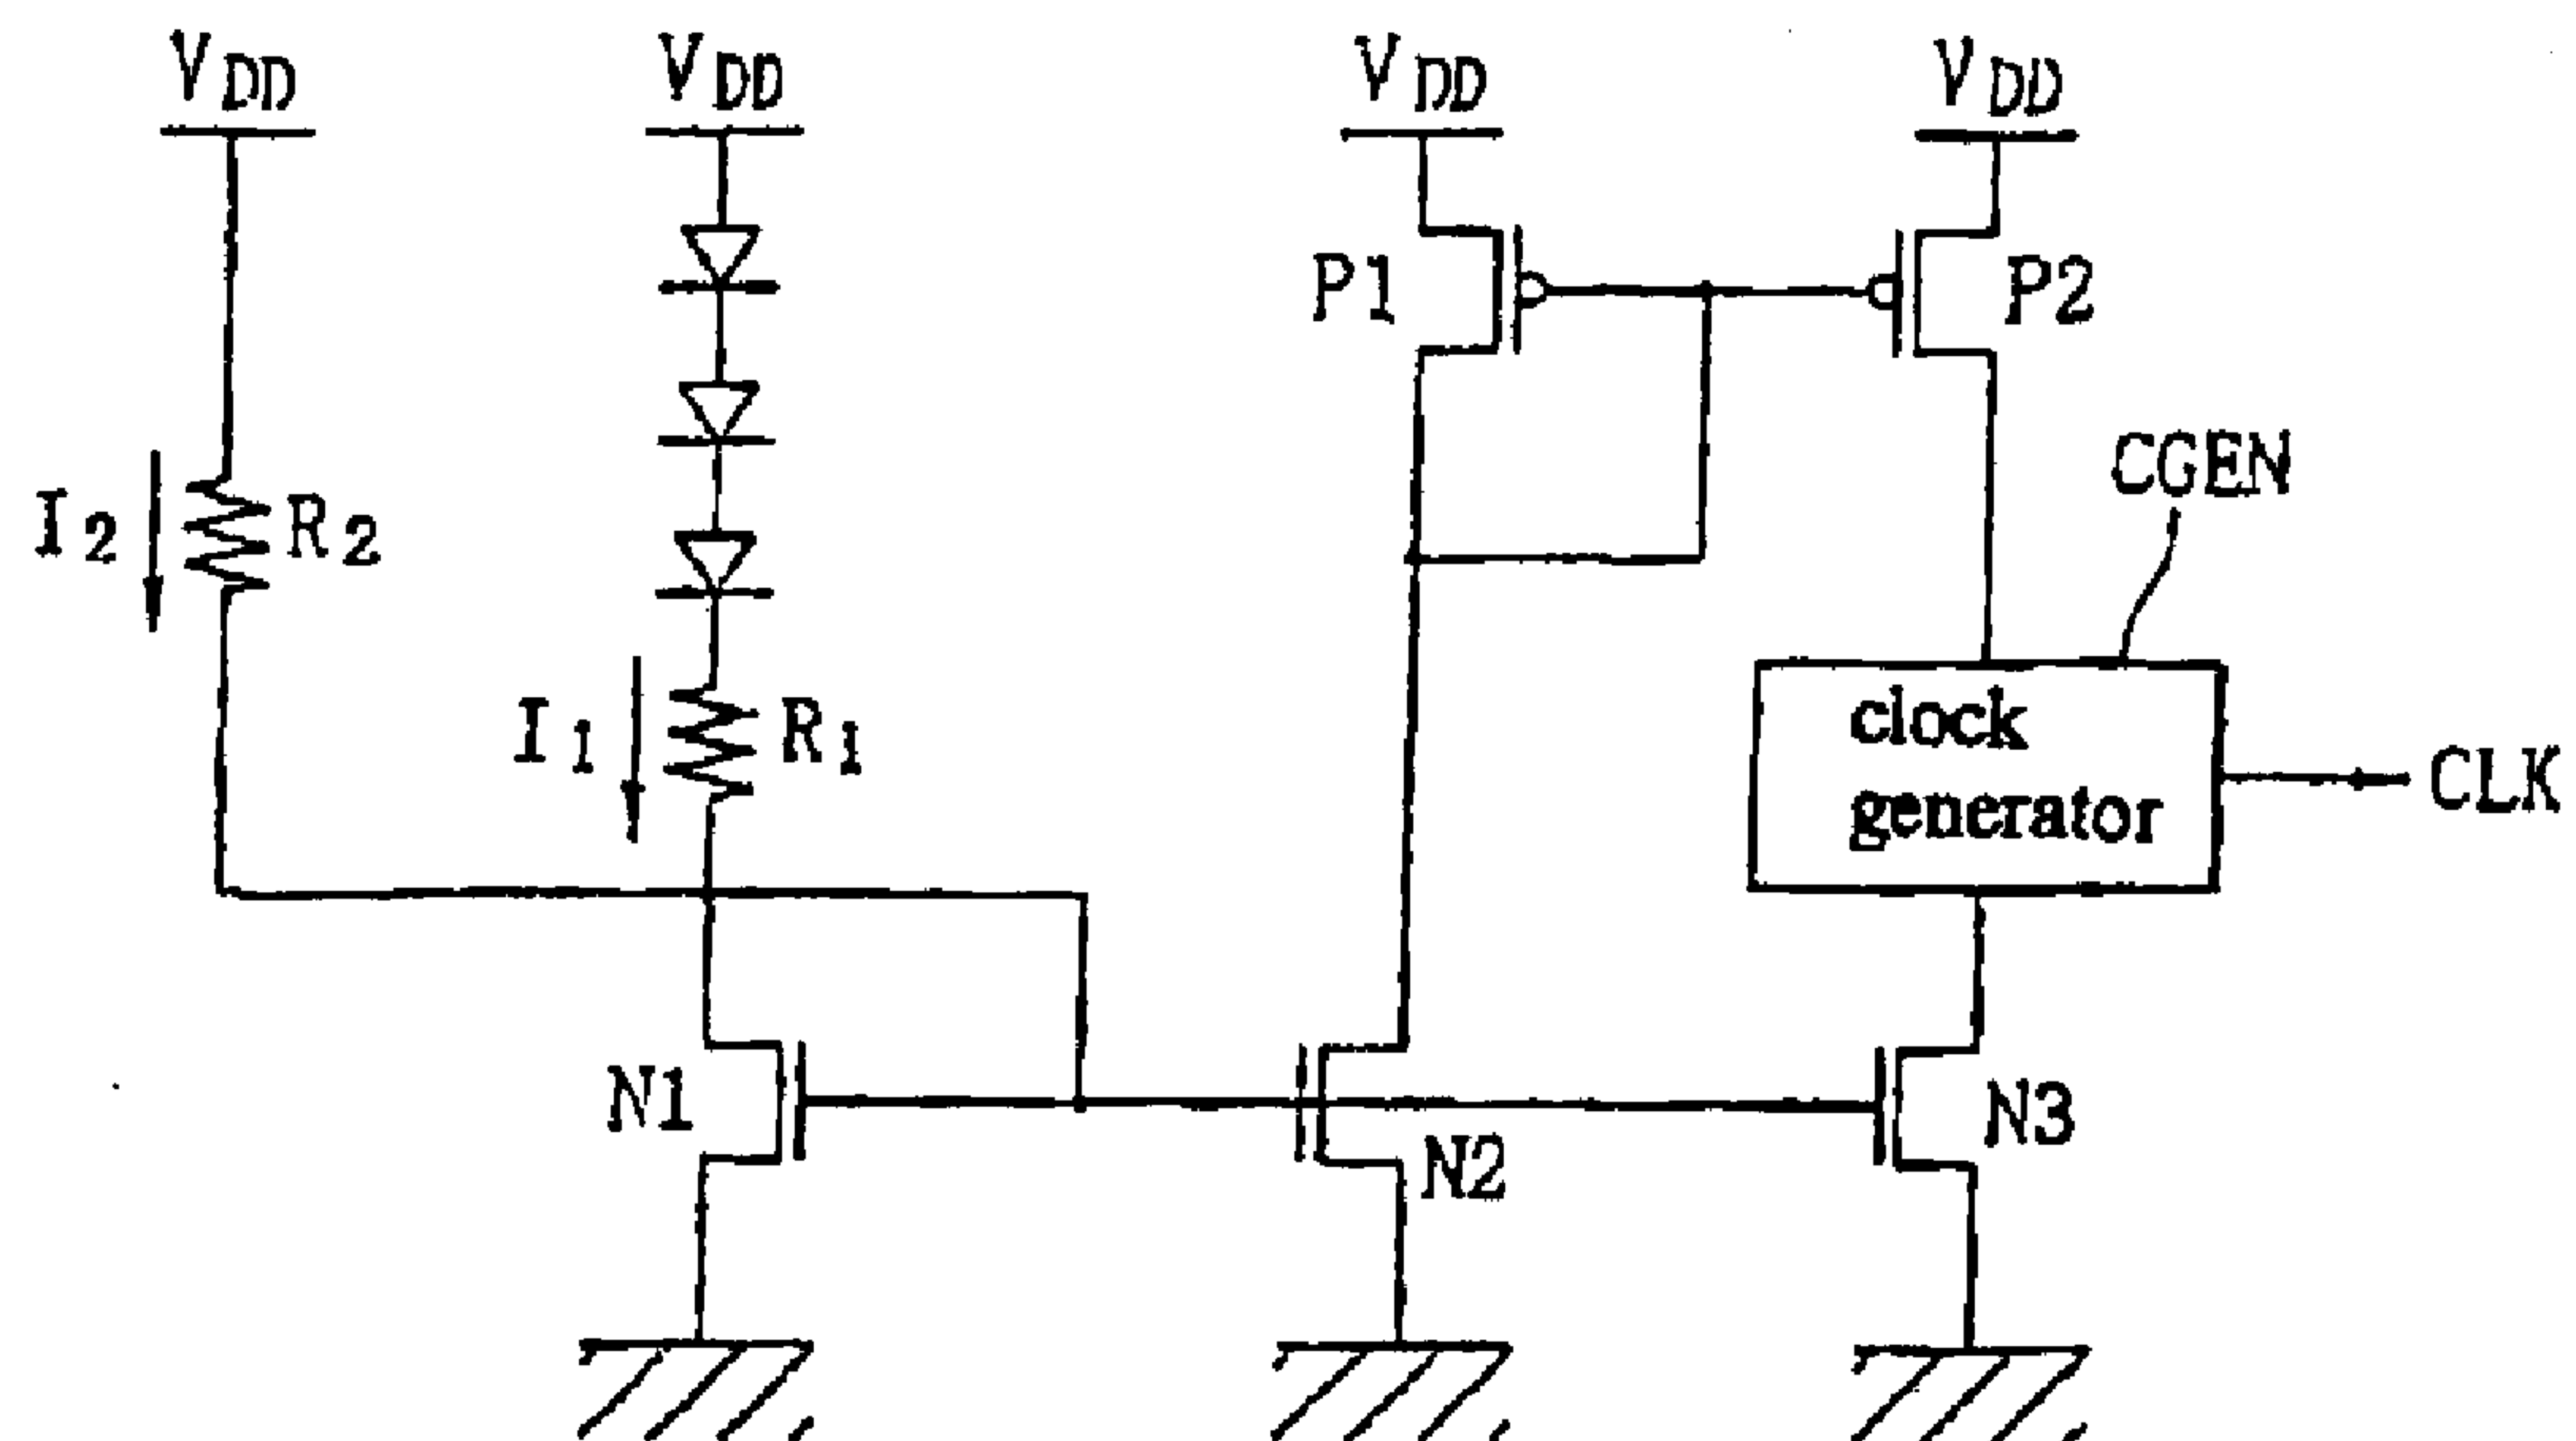 VDD
VDD
VDD
VDD
P1
P2
CGEN
I2
R2
I1
R1
clock
generator
CLK
N1
N2
N3